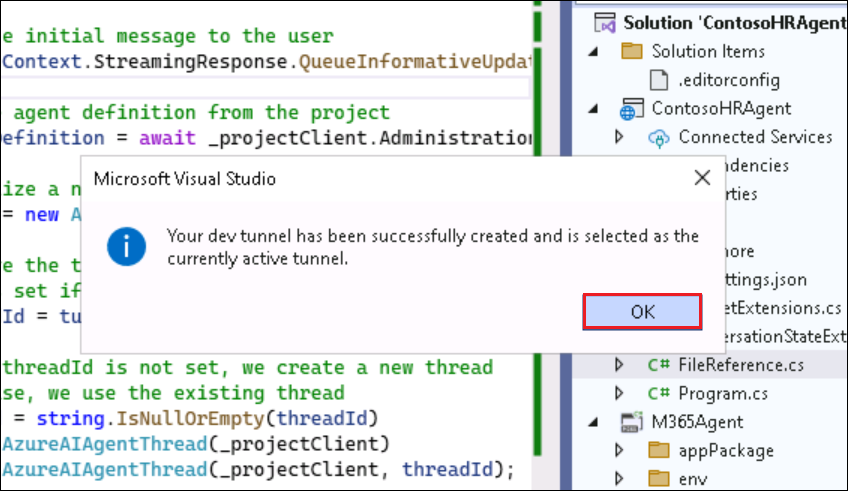 e initial message to the user
Context.StreamingResponse.QueueInformativeUpdat
agent definition from the project
efinition = await _projectClient.Administration
ize a n
= new A
e the t
set if
Id = tu
threadId is not set, we create a new thread
se, we use the existing thread
= string.IsNullOrEmpty(threadId)
AzureAIAgentThread(_projectClient)
AzureAIAgentThread(_projectClient, threadId);
Microsoft Visual Studio
Your dev tunnel has been successfully created and is selected as the
currently active tunnel.
OK
Solution 'ContosoHRAgent
Solution Items
.editorconfig
ContosoHRAgent
Connected Services
ndencies
rties
ore
ttings.json
etExtensions.cs
ersationStateExt
C# FileReference.cs
C# Program.cs
M365Agent
appPackage
env